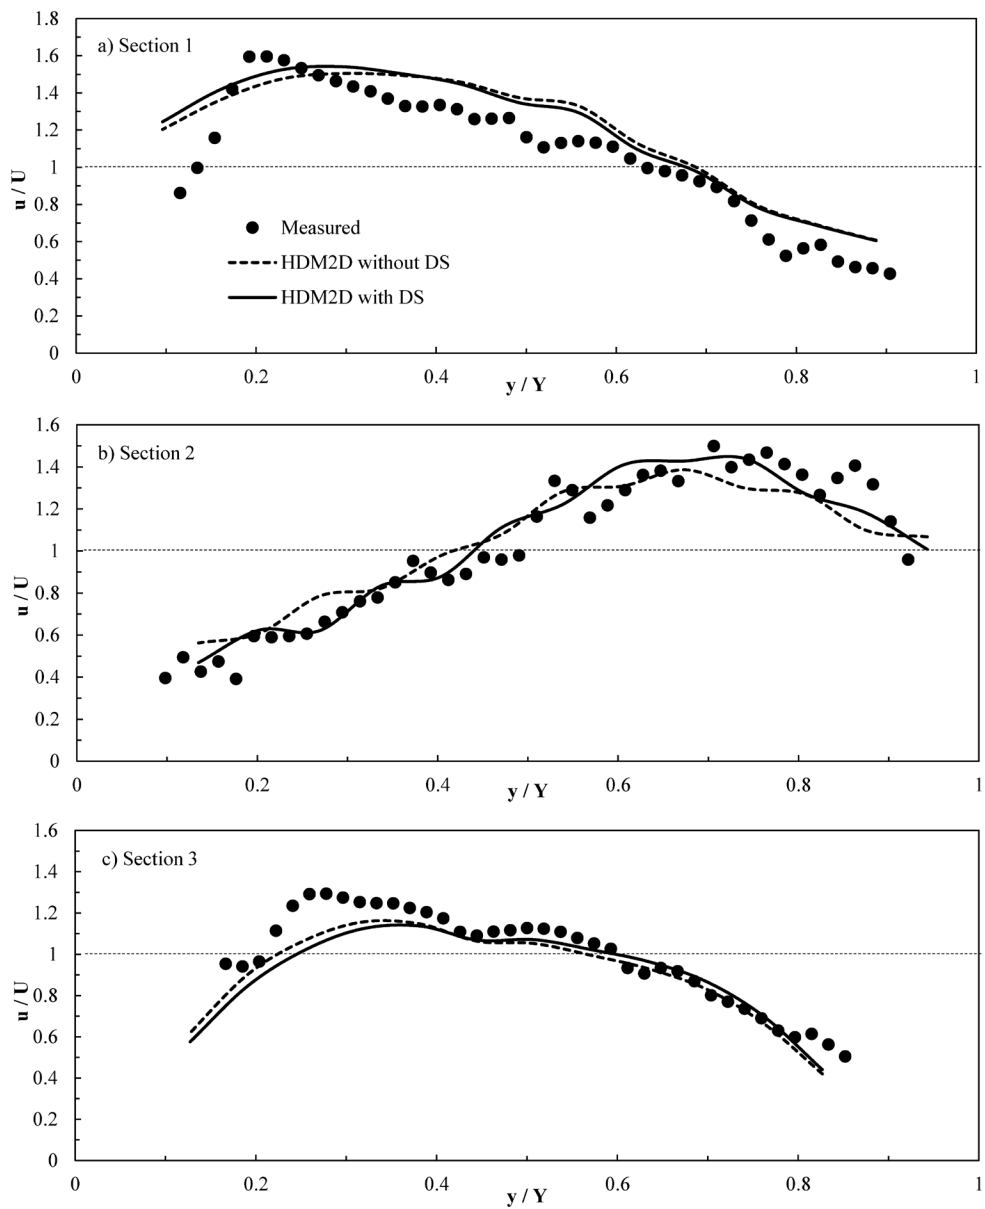 1.8
a) Section 1
1.6
1.4
1.2
1
u / U
0.8
Measured
0.6
HDM2D without DS
0.4
HDM2D with DS
0.2
0
0 0.2 0.4 0.6 0.8 1
y / Y
1.6
b) Section 2
1.4
1.2
1
u / U
0.8
0.6
0.4
0.2
0
0 0.2 0.4 0.6 0.8 1
y / Y
1.6
c) Section 3
1.4
1.2
1
u / U
0.8
0.6
0.4
0.2
0
0 0.2 0.4 0.6 0.8 1
y / Y